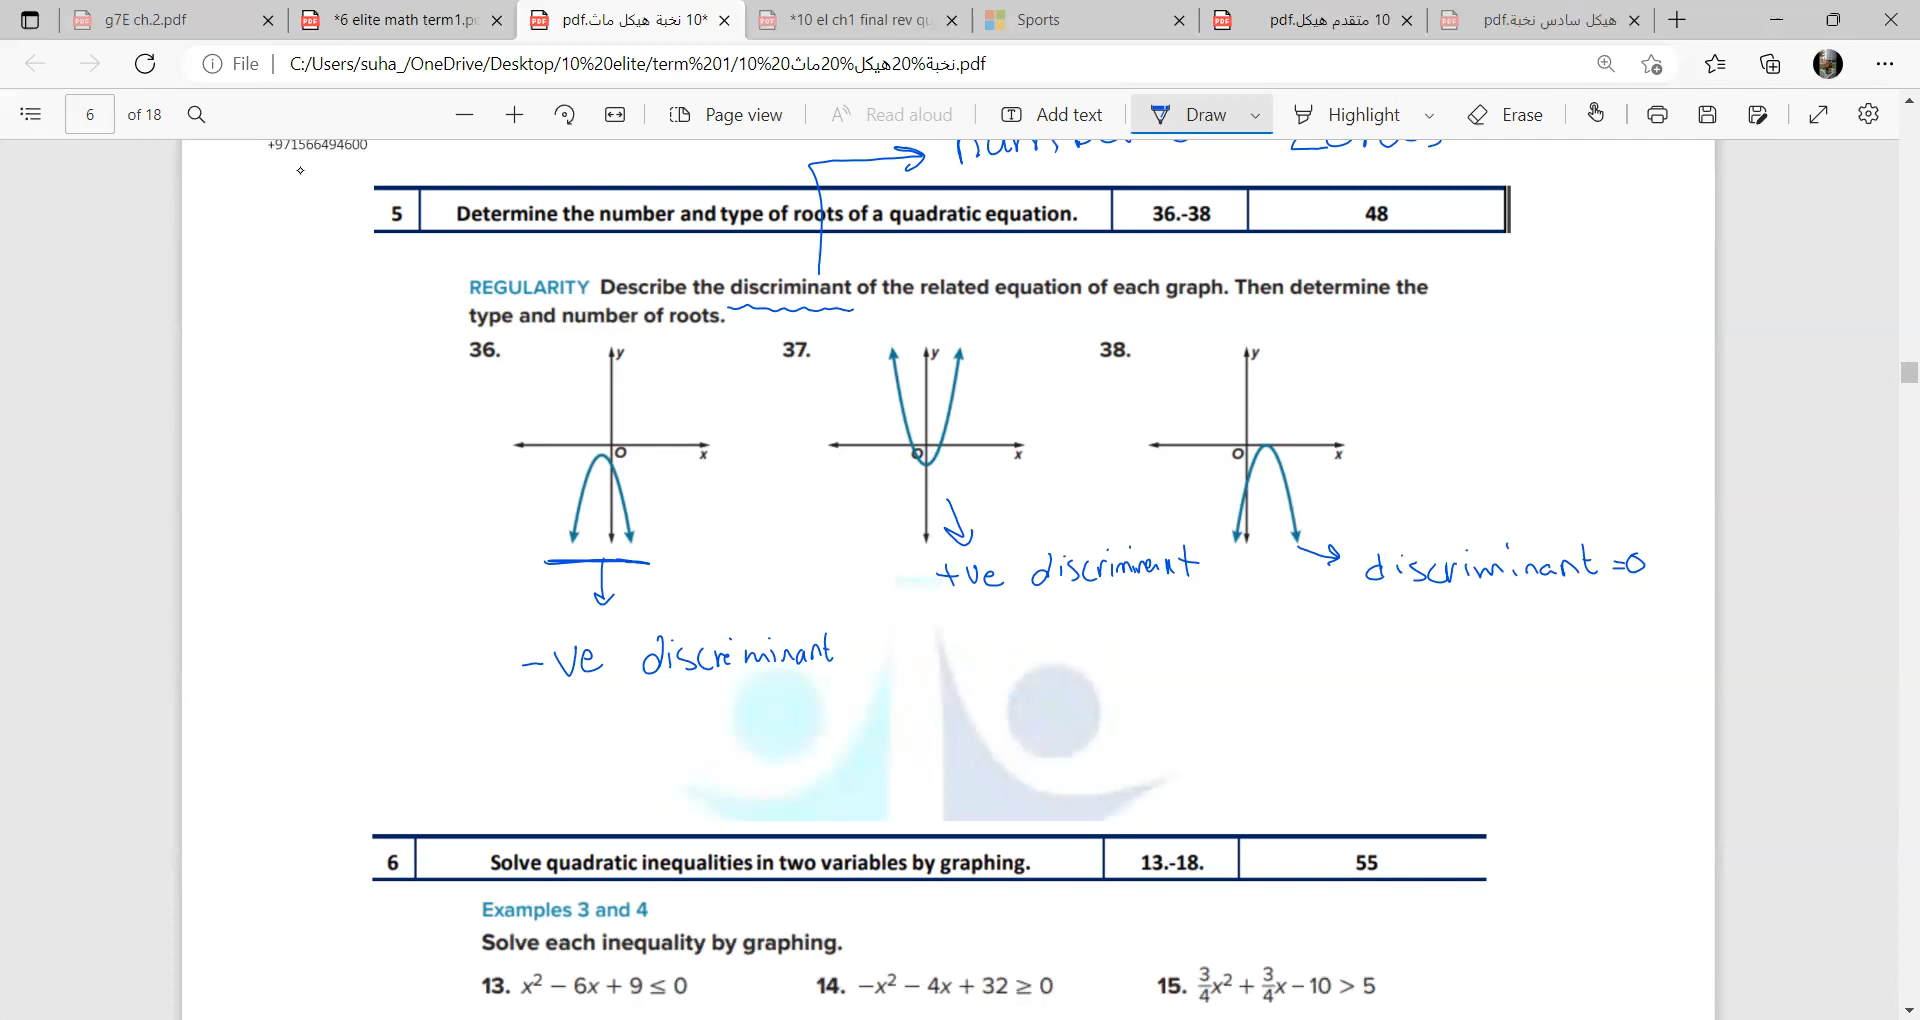 g7E ch.2.pdf
*6 elite math term1.p
10 نخبة هيكل ماث.pdf*
*10 el ch1 final rev qu
Sports
10 متقدم هيكل.pdf
هيكل سادس نخبة.pdf
File
C:/Users/suha_/OneDrive/Desktop/10%20elite/term%201/10%20نخبة%20هيكل%20ماث.pdf
6 of 18
Page view
Read aloud
Add text
Draw
Highlight
Erase
+971566494600
5 Determine the number and type of roots of a quadratic equation. 36.-38 48
REGULARITY Describe the discriminant of the related equation of each graph. Then determine the
type and number of roots.
36. y O x
37. y O x
38. y O x
+ve discriminant
discriminant =0
-ve discriminant
6 Solve quadratic inequalities in two variables by graphing. 13.-18. 55
Examples 3 and 4
Solve each inequality by graphing.
13. x² − 6x + 9 ≤ 0
14. −x² − 4x + 32 ≥ 0
15. 3/4x² + 3/4x − 10 > 5